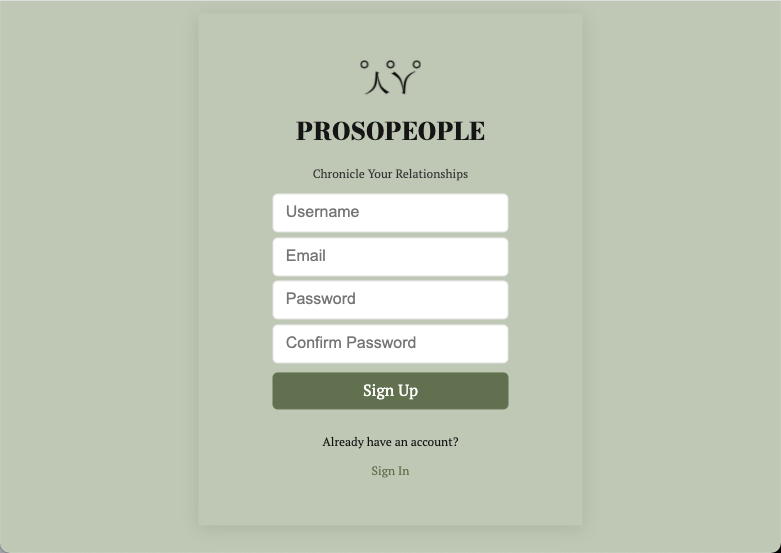 PROSOPEOPLE
Chronicle Your Relationships
Username
Email
Password
Confirm Password
Sign Up
Already have an account?
Sign In